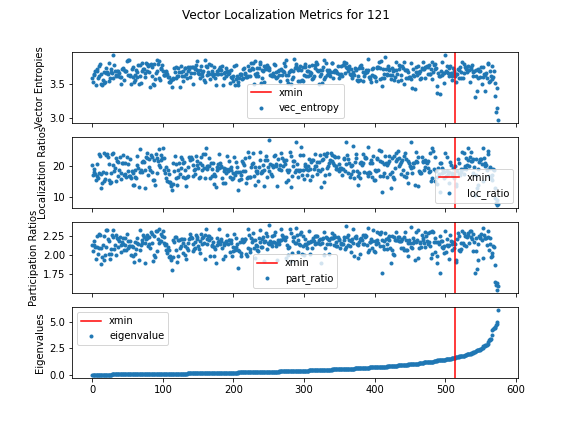 Vector Localization Metrics for 121
Vector Entropies
3.5
3.0
xmin
vec_entropy
Localization Ratios
20
10
xmin
loc_ratio
Participation Ratios
2.25
2.00
1.75
xmin
part_ratio
Eigenvalues
5.0
2.5
0.0
xmin
eigenvalue
0 100 200 300 400 500 600